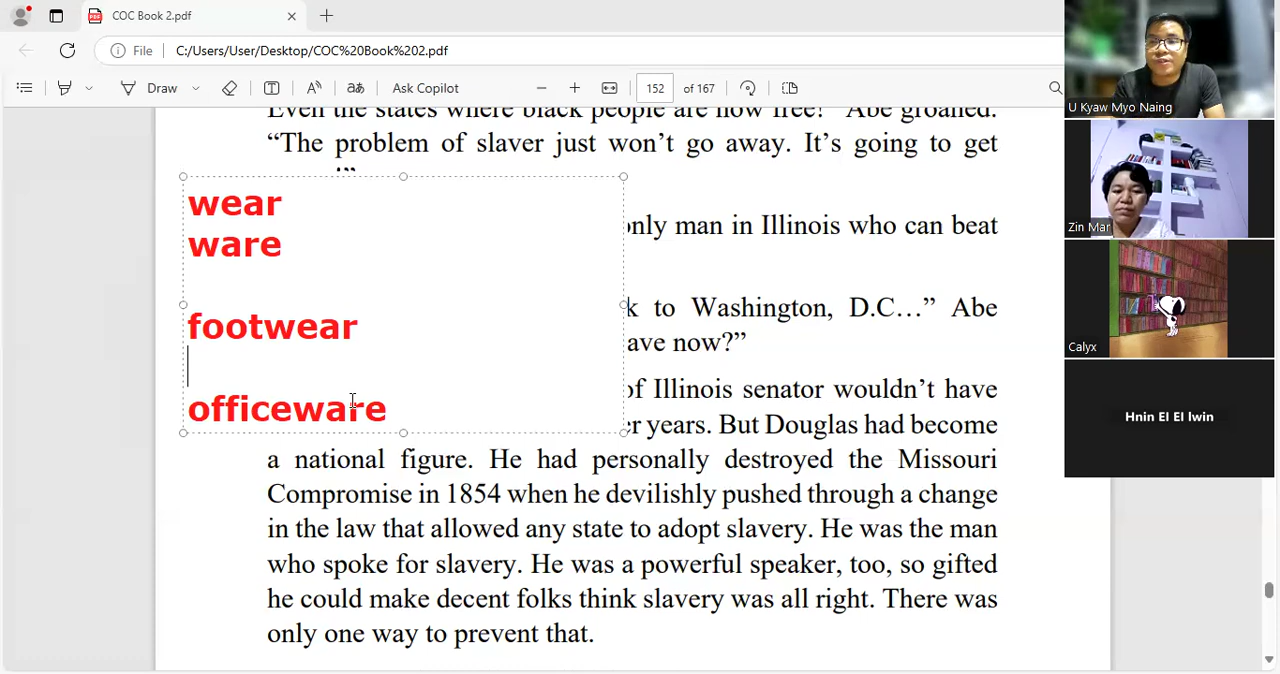 COC Book 2.pdf
File C:/Users/User/Desktop/COC%20Book%202.pdf
Draw aあ Ask Copilot 152 of 167
Even the states where black people are now free!” Abe groaned.
“The problem of slaver just won’t go away. It’s going to get
wear
ware
only man in Illinois who can beat
footwear
k to Washington, D.C…” Abe
ave now?”
officeware
of Illinois senator wouldn’t have
er years. But Douglas had become
a national figure. He had personally destroyed the Missouri
Compromise in 1854 when he devilishly pushed through a change
in the law that allowed any state to adopt slavery. He was the man
who spoke for slavery. He was a powerful speaker, too, so gifted
he could make decent folks think slavery was all right. There was
only one way to prevent that.
U Kyaw Myo Naing
Zin Mar
Calyx
Hnin EI EI lwin